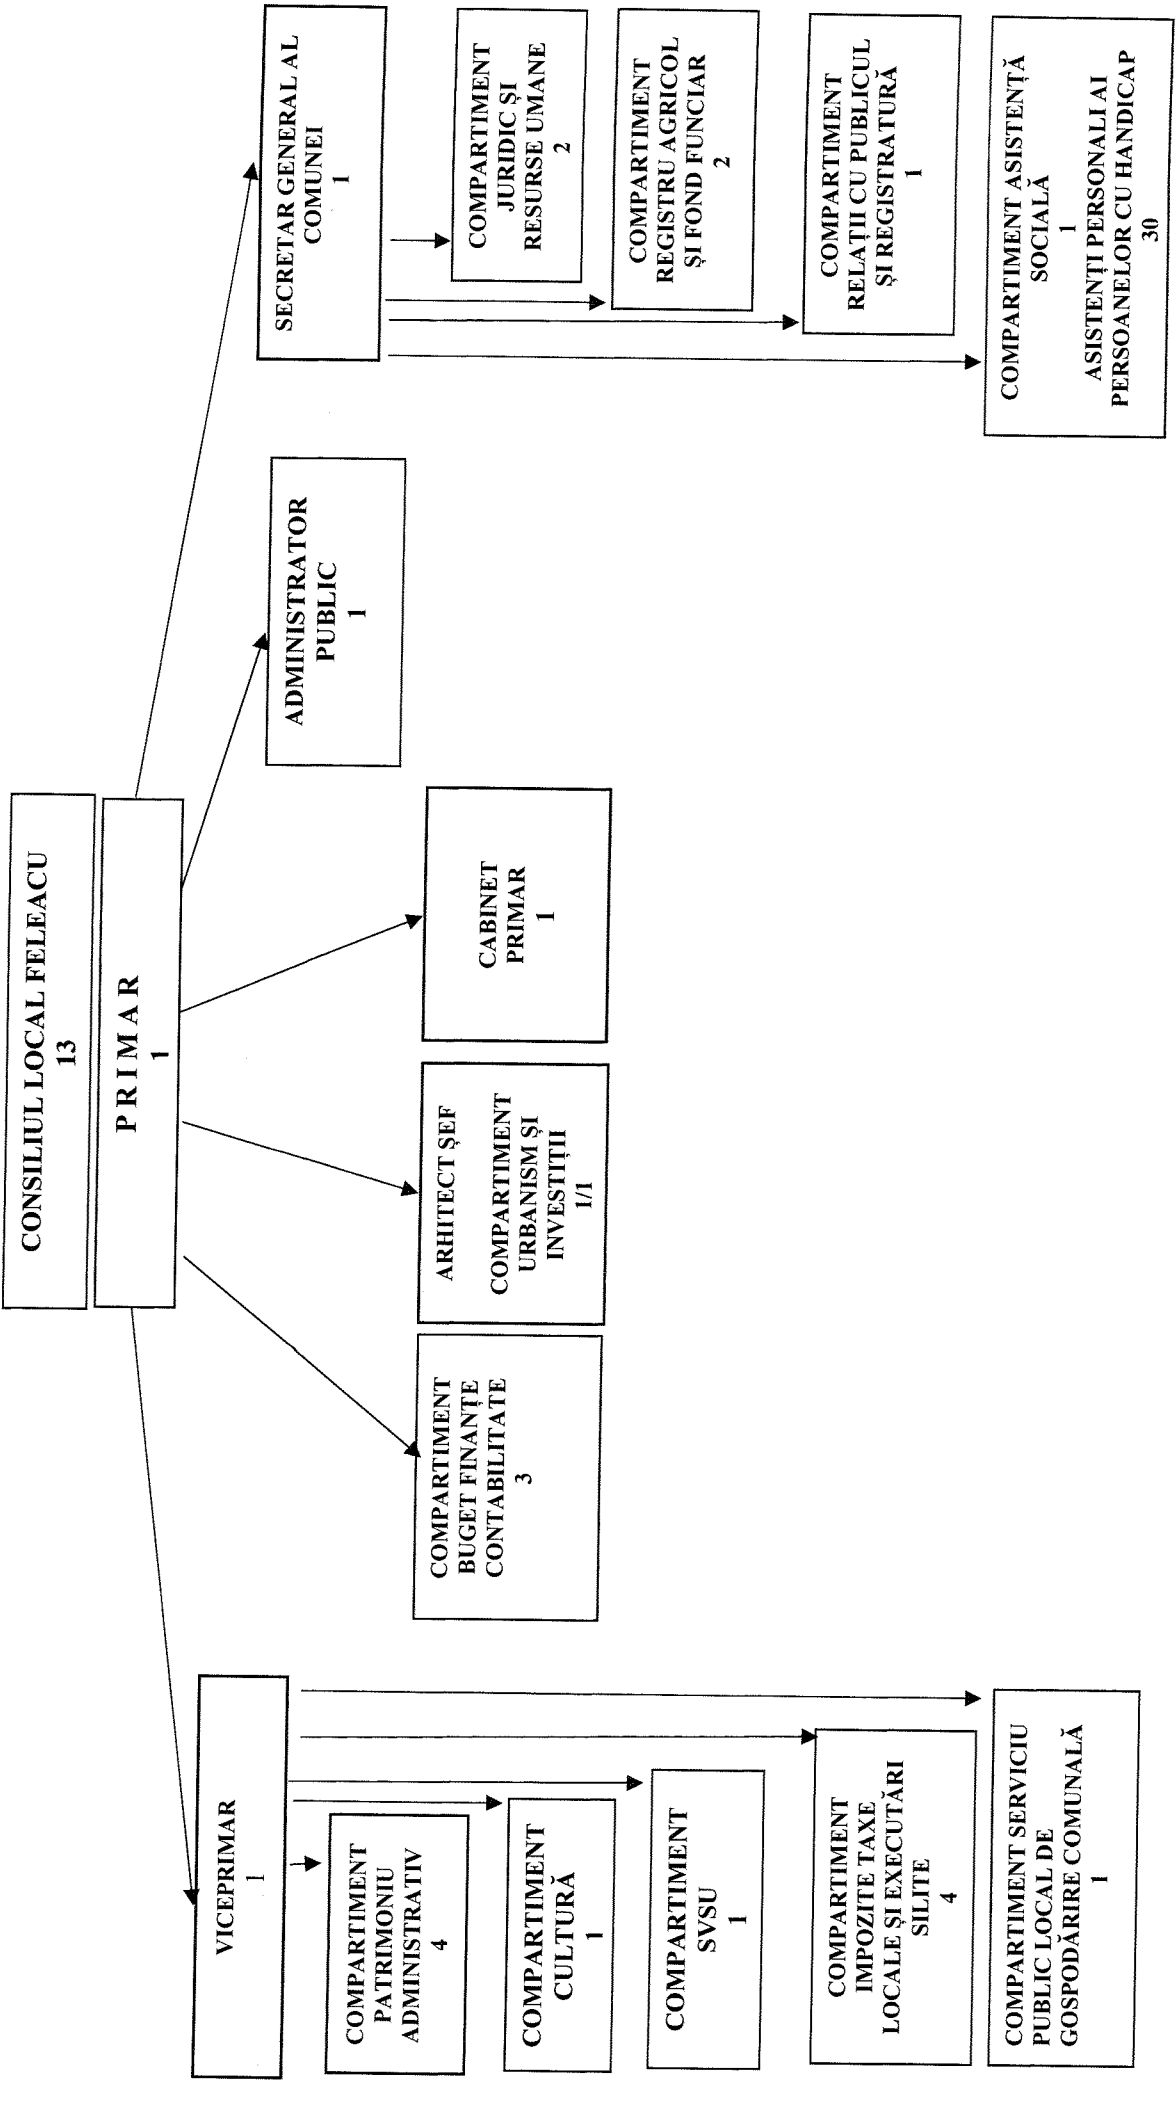 CONSILIUL LOCAL FELEACU
13
P R I M A R
1
VICEPRIMAR
1
COMPARTIMENT
PATRIMONIU
ADMINISTRATIV
4
COMPARTIMENT
CULTURĂ
1
COMPARTIMENT
SVSU
1
COMPARTIMENT
IMPOZITE TAXE
LOCALE ȘI EXECUTĂRI
SILITE
4
COMPARTIMENT SERVICIU
PUBLIC LOCAL DE
GOSPODĂRIRE COMUNALĂ
1
COMPARTIMENT
BUGET FINANȚE
CONTABILITATE
3
ARHITECT ȘEF
COMPARTIMENT
URBANISM ȘI
INVESTIȚII
1/1
CABINET
PRIMAR
1
ADMINISTRATOR
PUBLIC
1
SECRETAR GENERAL AL
COMUNEI
1
COMPARTIMENT
JURIDIC ȘI
RESURSE UMANE
2
COMPARTIMENT
REGISTRU AGRICOL
ȘI FOND FUNCIAR
2
COMPARTIMENT
RELAȚII CU PUBLICUL
ȘI REGISTRATURĂ
1
COMPARTIMENT ASISTENȚĂ
SOCIALĂ
1
ASISTENȚI PERSONALI AI
PERSOANELOR CU HANDICAP
30